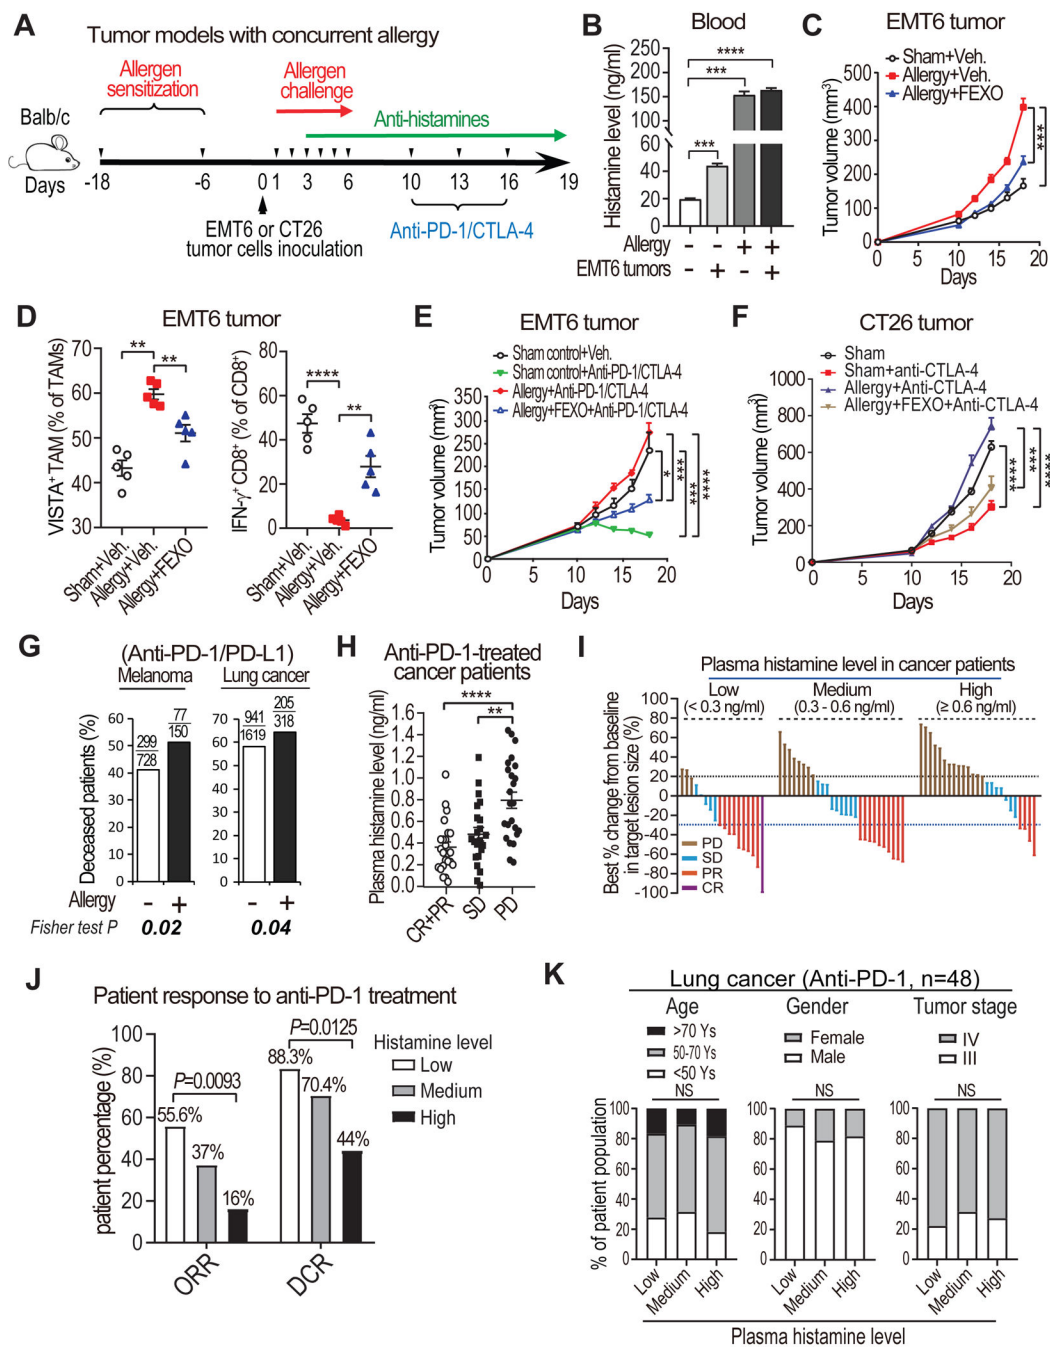 A
Tumor models with concurrent allergy
Allergen
sensitization
Allergen
challenge
Anti-histamines
Balb/c
Days
-18 -6 0 1 3 6 10 13 16 19
EMT6 or CT26
tumor cells inoculation
Anti-PD-1/CTLA-4
B
Blood
Histamine level (ng/ml)
250
200
150
100
60
40
20
0
***
***
****
Allergy - - + +
EMT6 tumors - + - +
C
EMT6 tumor
Sham+Veh.
Allergy+Veh.
Allergy+FEXO
Tumor volume (mm3)
500
400
300
200
100
0
0 5 10 15 20
Days
***
***
D
EMT6 tumor
VISTA+TAM (% of TAMs)
70
60
50
40
30
** **
Sham+Veh.
Allergy+Veh.
Allergy+FEXO
IFN-γ+ CD8+ (% of CD8+)
80
60
40
20
0
**** **
Sham+Veh.
Allergy+Veh.
Allergy+FEXO
E
EMT6 tumor
Sham control+Veh.
Sham control+Anti-PD-1/CTLA-4
Allergy+Anti-PD-1/CTLA-4
Allergy+FEXO+Anti-PD-1/CTLA-4
Tumor volume (mm3)
350
300
250
200
150
100
50
0
0 5 10 15 20
Days
*
***
***
****
F
CT26 tumor
Sham
Sham+anti-CTLA-4
Allergy+Anti-CTLA-4
Allergy+FEXO+Anti-CTLA-4
Tumor volume (mm3)
1000
800
600
400
200
0
0 5 10 15 20
Days
****
***
****
G
(Anti-PD-1/PD-L1)
Melanoma
Lung cancer
Deceased patients (%)
60
50
40
30
20
10
0
299
728
77
150
70
60
50
40
30
20
10
0
941
1619
205
318
Allergy - + - +
Fisher test P 0.02 0.04
H
Anti-PD-1-treated
cancer patients
Plasma histamine level (ng/ml)
1.6
1.4
1.2
1.0
0.8
0.6
0.4
0.2
0.0
****
**
CR+PR
SD
PD
I
Plasma histamine level in cancer patients
Low Medium High
(< 0.3 ng/ml) (0.3 - 0.6 ng/ml) (≥ 0.6 ng/ml)
Best % change from baseline
in target lesion size (%)
100
80
60
40
20
0
-20
-40
-60
-80
-100
PD
SD
PR
CR
J
Patient response to anti-PD-1 treatment
patient percentage (%)
100
80
60
40
20
0
P=0.0093
55.6%
37%
16%
P=0.0125
88.3%
70.4%
44%
ORR
DCR
Histamine level
Low
Medium
High
K
Lung cancer (Anti-PD-1, n=48)
Age
>70 Ys
50-70 Ys
<50 Ys
Gender
Female
Male
Tumor stage
IV
III
% of patient population
NS
100
80
60
40
20
0
Low
Medium
High
NS
100
80
60
40
20
0
Low
Medium
High
NS
100
80
60
40
20
0
Low
Medium
High
Plasma histamine level